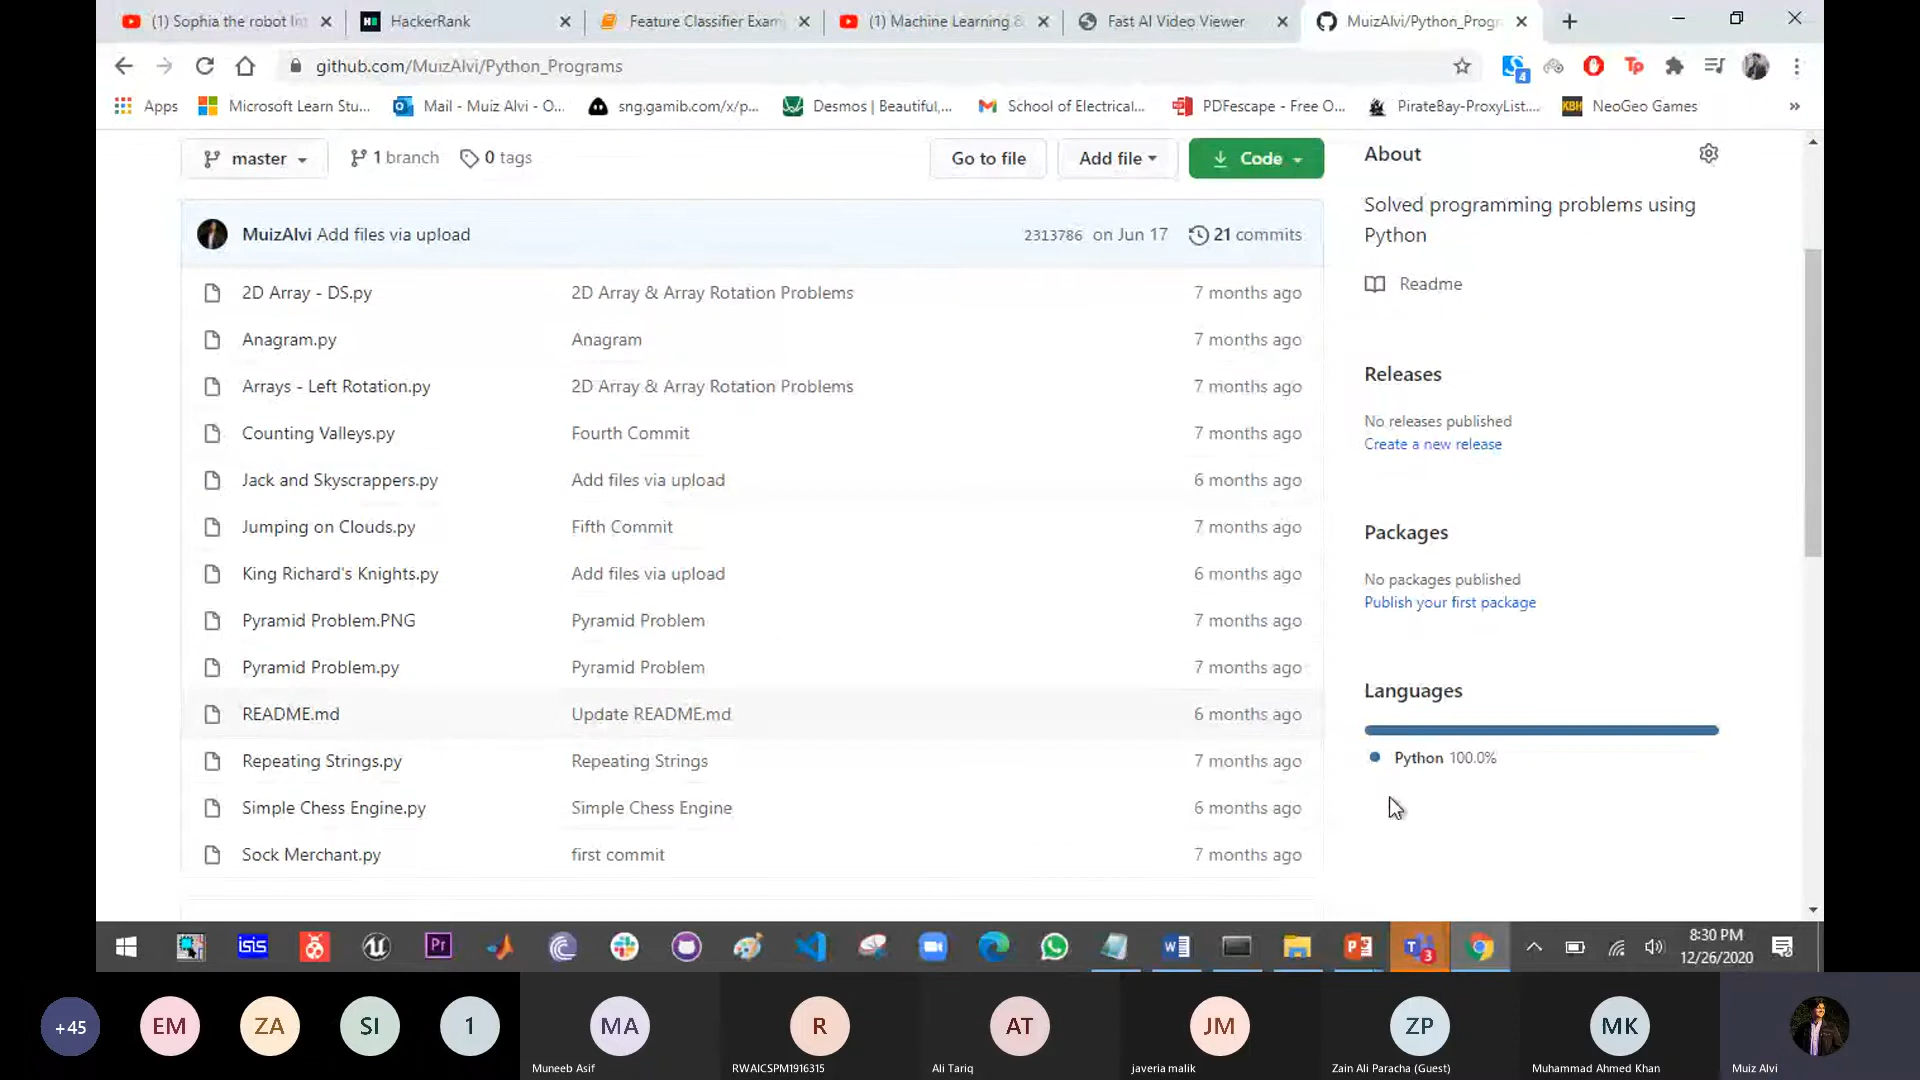 (1) Sophia the robot Int
HackerRank
Feature Classifier Exam
(1) Machine Learning &
Fast AI Video Viewer
MuizAlvi/Python_Progr
github.com/MuizAlvi/Python_Programs
4
Tp
Apps
Microsoft Learn Stu...
Mail - Muiz Alvi - O...
sng.gamib.com/x/p...
Desmos | Beautiful,...
School of Electrical...
PDFescape - Free O...
PirateBay-ProxyList....
NeoGeo Games
»
master
1 branch
0 tags
Go to file
Add file
Code
About
Solved programming problems using
Python
Readme
MuizAlvi Add files via upload
2313786 on Jun 17
21 commits
2D Array - DS.py 2D Array & Array Rotation Problems 7 months ago
Anagram.py Anagram 7 months ago
Arrays - Left Rotation.py 2D Array & Array Rotation Problems 7 months ago
Counting Valleys.py Fourth Commit 7 months ago
Jack and Skyscrappers.py Add files via upload 6 months ago
Jumping on Clouds.py Fifth Commit 7 months ago
King Richard's Knights.py Add files via upload 6 months ago
Pyramid Problem.PNG Pyramid Problem 7 months ago
Pyramid Problem.py Pyramid Problem 7 months ago
README.md Update README.md 6 months ago
Repeating Strings.py Repeating Strings 7 months ago
Simple Chess Engine.py Simple Chess Engine 6 months ago
Sock Merchant.py first commit 7 months ago
Releases
No releases published
Create a new release
Packages
No packages published
Publish your first package
Languages
Python 100.0%
isis
Pr
3
8:30 PM
12/26/2020
+45
EM
ZA
SI
1
MA
Muneeb Asif
R
RWAICSPM1916315
AT
Ali Tariq
JM
javeria malik
ZP
Zain Ali Paracha (Guest)
MK
Muhammad Ahmed Khan
Muiz Alvi